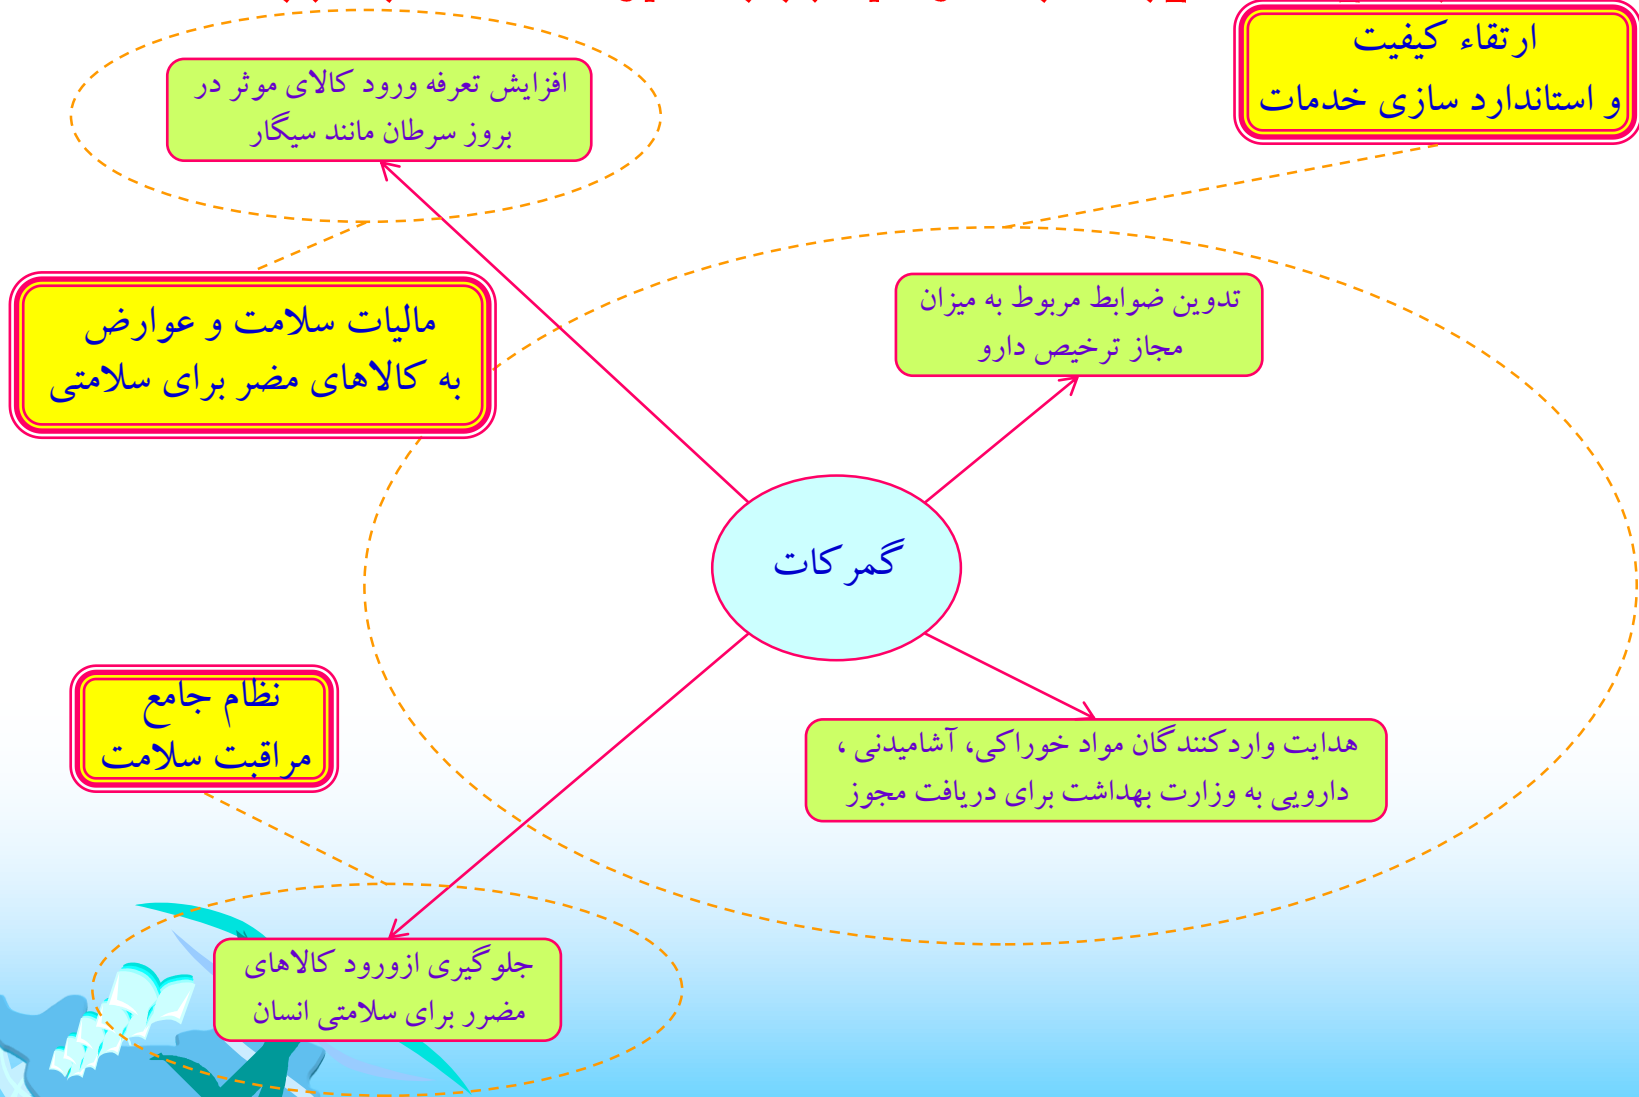 ارتقاء کیفیت
و استاندارد سازی خدمات
افزایش تعرفه ورود کالای موثر در
بروز سرطان مانند سیگار
مالیات سلامت و عوارض
به کالاهای مضر برای سلامتی
تدوین ضوابط مربوط به میزان
مجاز ترخیص دارو
گمرکات
نظام جامع
مراقبت سلامت
هدایت واردکنندگان مواد خوراکی، آشامیدنی ،
دارویی به وزارت بهداشت برای دریافت مجوز
جلوگیری ازورود کالاهای
مضرر برای سلامتی انسان